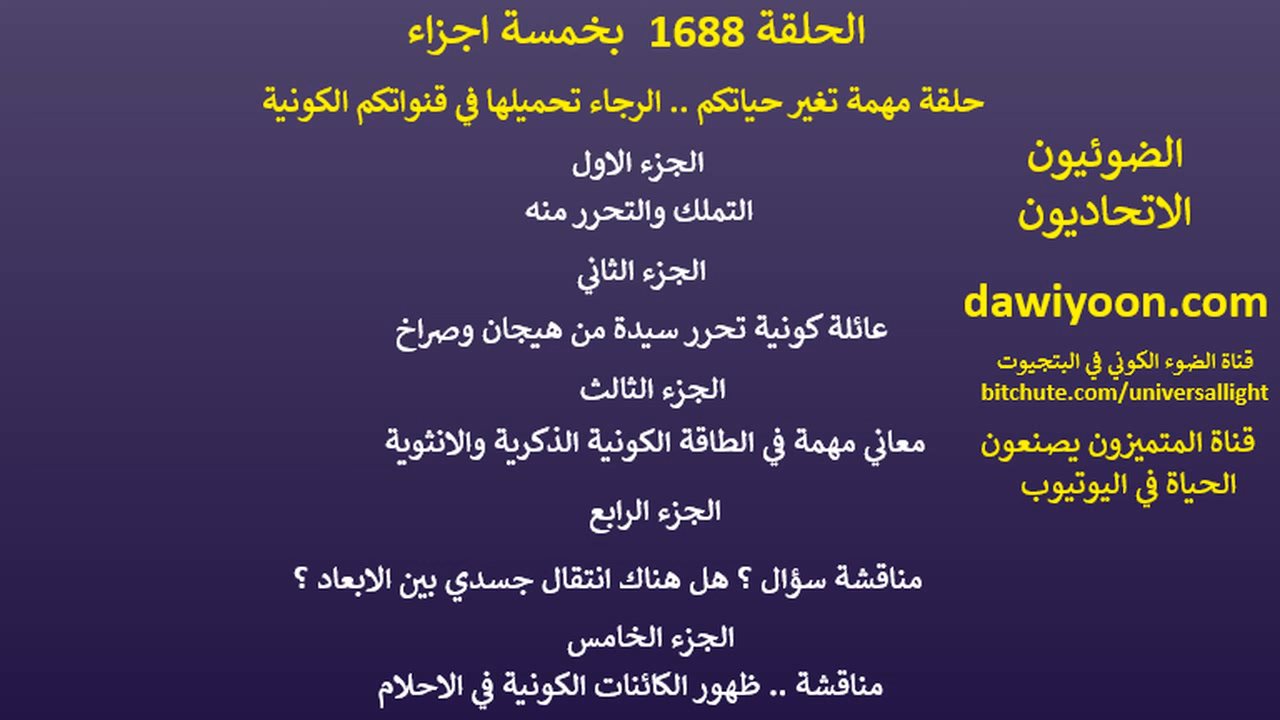 الحلقة 1688 بخمسة اجزاء
حلقة مهمة تغير حياتكم .. الرجاء تحميلها في قنواتكم الكونية
الضوئيون
الاتحاديون
dawiyoon.com
قناة الضوء الكوني في البتجيوت
bitchute.com/universallight
قناة المتميزون يصنعون
الحياة في اليوتيوب
الجزء الاول
التملك والتحرر منه
الجزء الثاني
عائلة كونية تحرر سيدة من هيجان وصراخ
الجزء الثالث
معاني مهمة في الطاقة الكونية الذكرية والانثوية
الجزء الرابع
مناقشة سؤال ؟ هل هناك انتقال جسدي بين الابعاد ؟
الجزء الخامس
مناقشة .. ظهور الكائنات الكونية في الاحلام